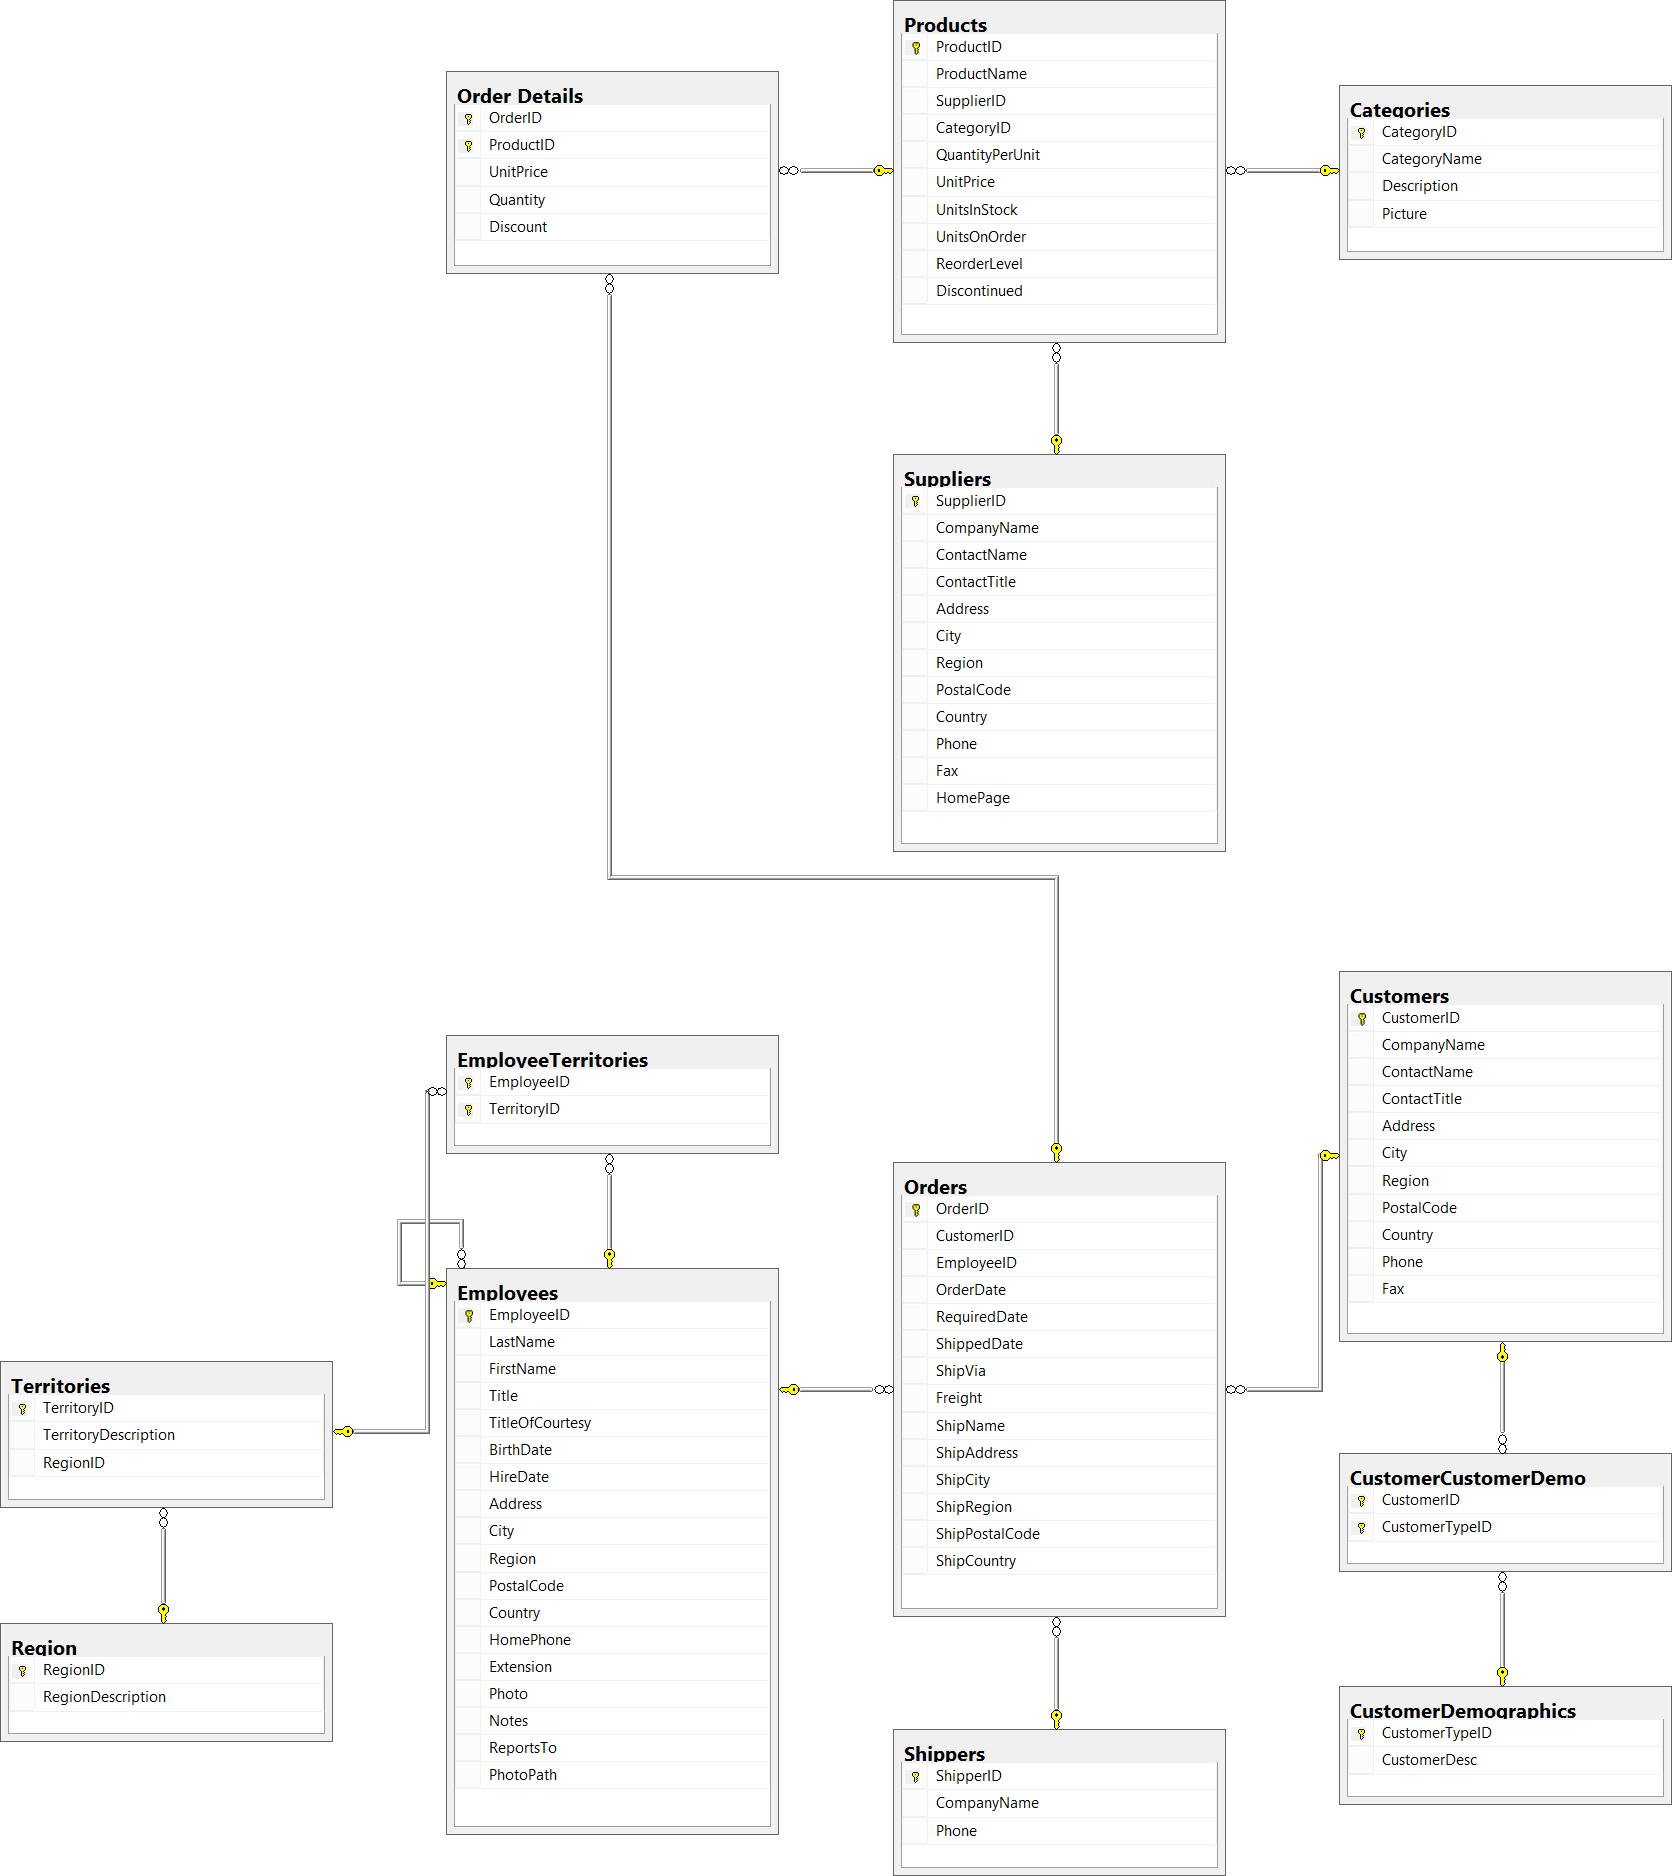 Products
ProductID
ProductName
SupplierID
CategoryID
QuantityPerUnit
UnitPrice
UnitsInStock
UnitsOnOrder
ReorderLevel
Discontinued
Order Details
OrderID
ProductID
UnitPrice
Quantity
Discount
Categories
CategoryID
CategoryName
Description
Picture
Suppliers
SupplierID
CompanyName
ContactName
ContactTitle
Address
City
Region
PostalCode
Country
Phone
Fax
HomePage
Customers
CustomerID
CompanyName
ContactName
ContactTitle
Address
City
Region
PostalCode
Country
Phone
Fax
EmployeeTerritories
EmployeeID
TerritoryID
Orders
OrderID
CustomerID
EmployeeID
OrderDate
RequiredDate
ShippedDate
ShipVia
Freight
ShipName
ShipAddress
ShipCity
ShipRegion
ShipPostalCode
ShipCountry
Employees
EmployeeID
LastName
FirstName
Title
TitleOfCourtesy
BirthDate
HireDate
Address
City
Region
PostalCode
Country
HomePhone
Extension
Photo
Notes
ReportsTo
PhotoPath
Territories
TerritoryID
TerritoryDescription
RegionID
CustomerCustomerDemo
CustomerID
CustomerTypeID
Region
RegionID
RegionDescription
CustomerDemographics
CustomerTypeID
CustomerDesc
Shippers
ShipperID
CompanyName
Phone